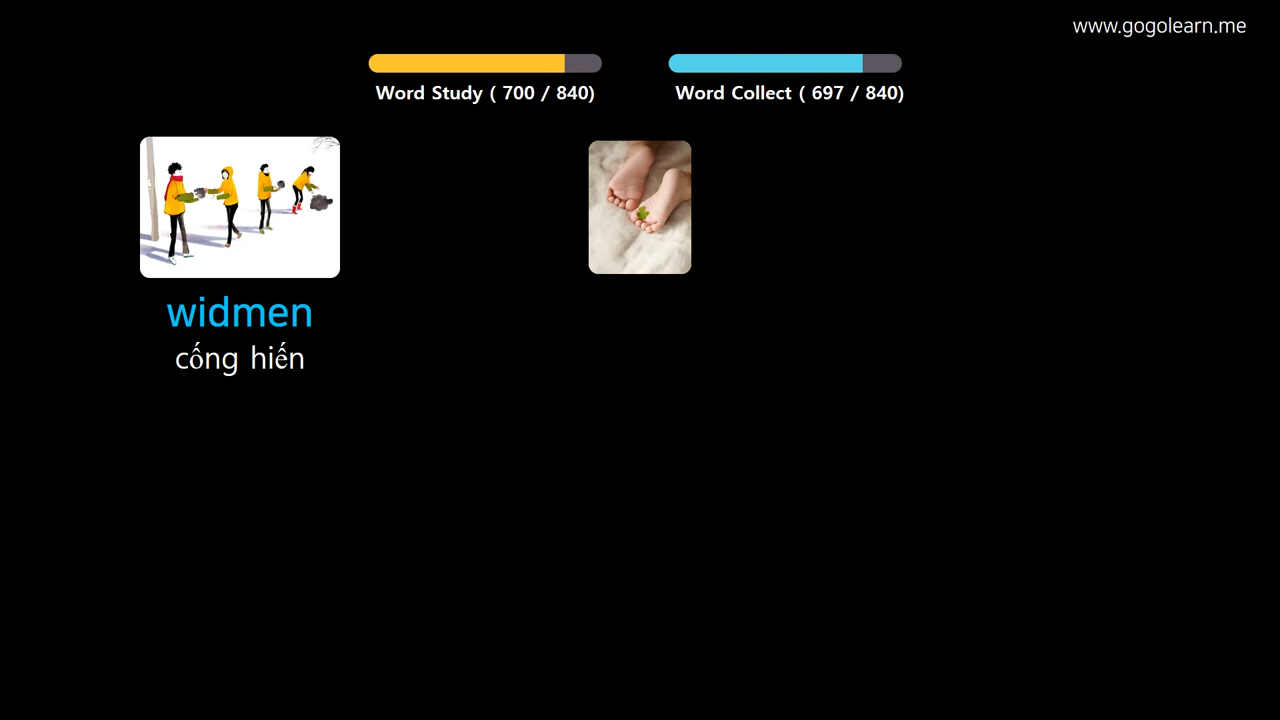 www.gogolearn.me
Word Study ( 700 / 840)
Word Collect ( 697 / 840)
widmen
cống hiến